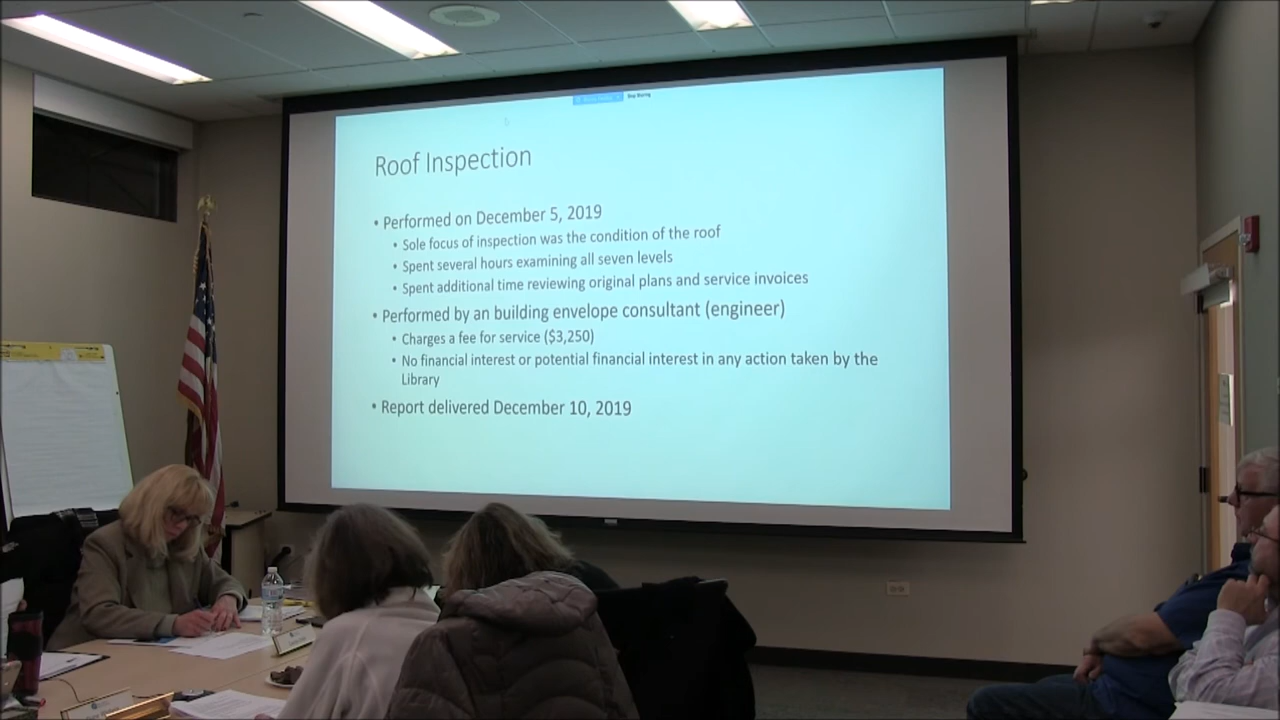 Stop Sharing
Roof Inspection
• Performed on December 5, 2019
• Sole focus of inspection was the condition of the roof
• Spent several hours examining all seven levels
• Spent additional time reviewing original plans and service invoices
• Performed by an building envelope consultant (engineer)
• Charges a fee for service ($3,250)
• No financial interest or potential financial interest in any action taken by the
Library
• Report delivered December 10, 2019